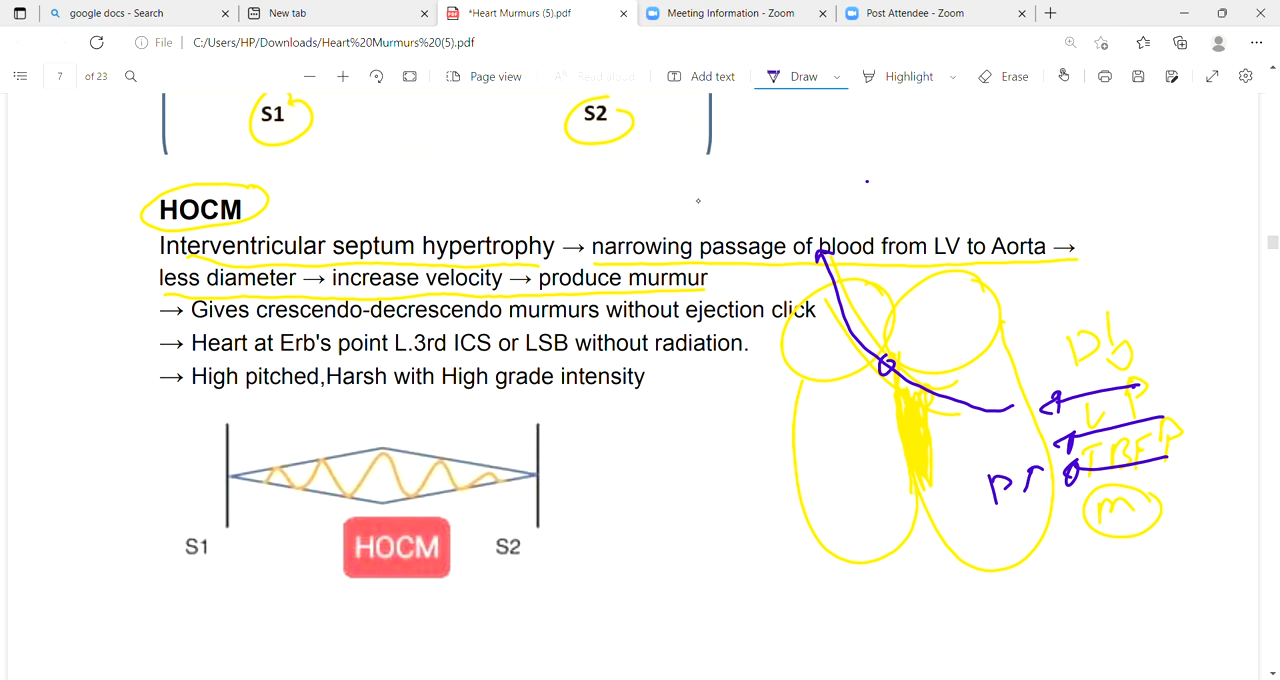 google docs - Search
New tab
*Heart Murmurs (5).pdf
Meeting Information - Zoom
Post Attendee - Zoom
File C:/Users/HP/Downloads/Heart%20Murmurs%20(5).pdf
7 of 23
Page view
Read aloud
Add text
Draw
Highlight
Erase
S1
S2
HOCM
Interventricular septum hypertrophy → narrowing passage of blood from LV to Aorta →
less diameter → increase velocity → produce murmur
→ Gives crescendo-decrescendo murmurs without ejection click
→ Heart at Erb's point L.3rd ICS or LSB without radiation.
→ High pitched,Harsh with High grade intensity
S1
HOCM
S2